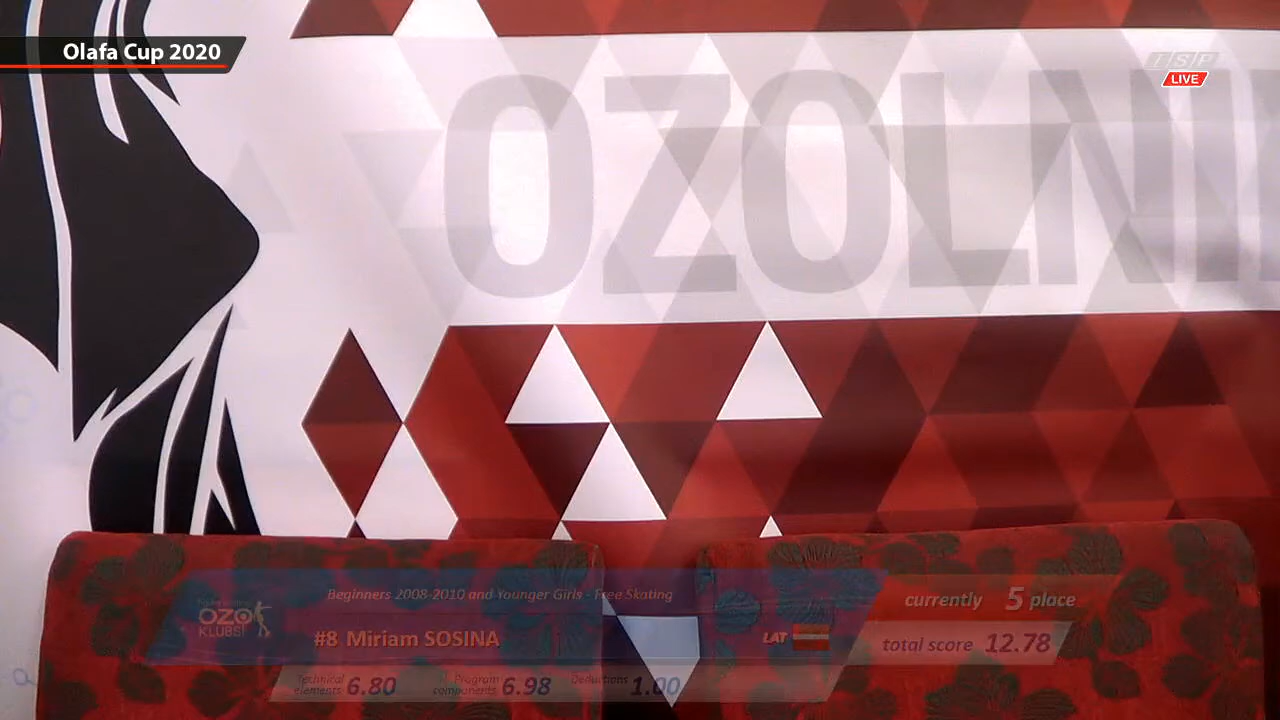 Olafa Cup 2020
TSP
LIVE
OZOLNI
OZO
KLUBS!
Beginners 2008-2010 and Younger Girls - Free Skating
#8 Miriam SOSINA
LAT
currently 5 place
total score 12.78
Technical elements 6.80
Program components 6.98
Deductions 1.00